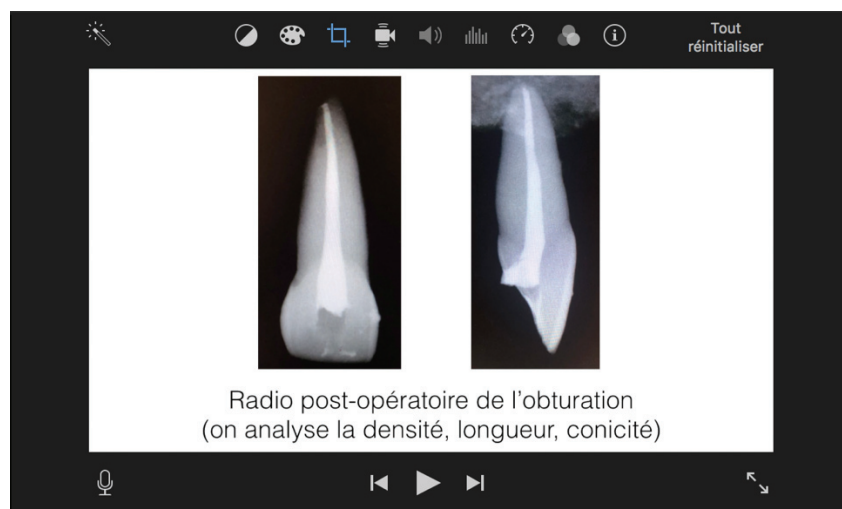 Tout
réinitialiser
Radio post-opératoire de l'obturation
(on analyse la densité, longueur, conicité)